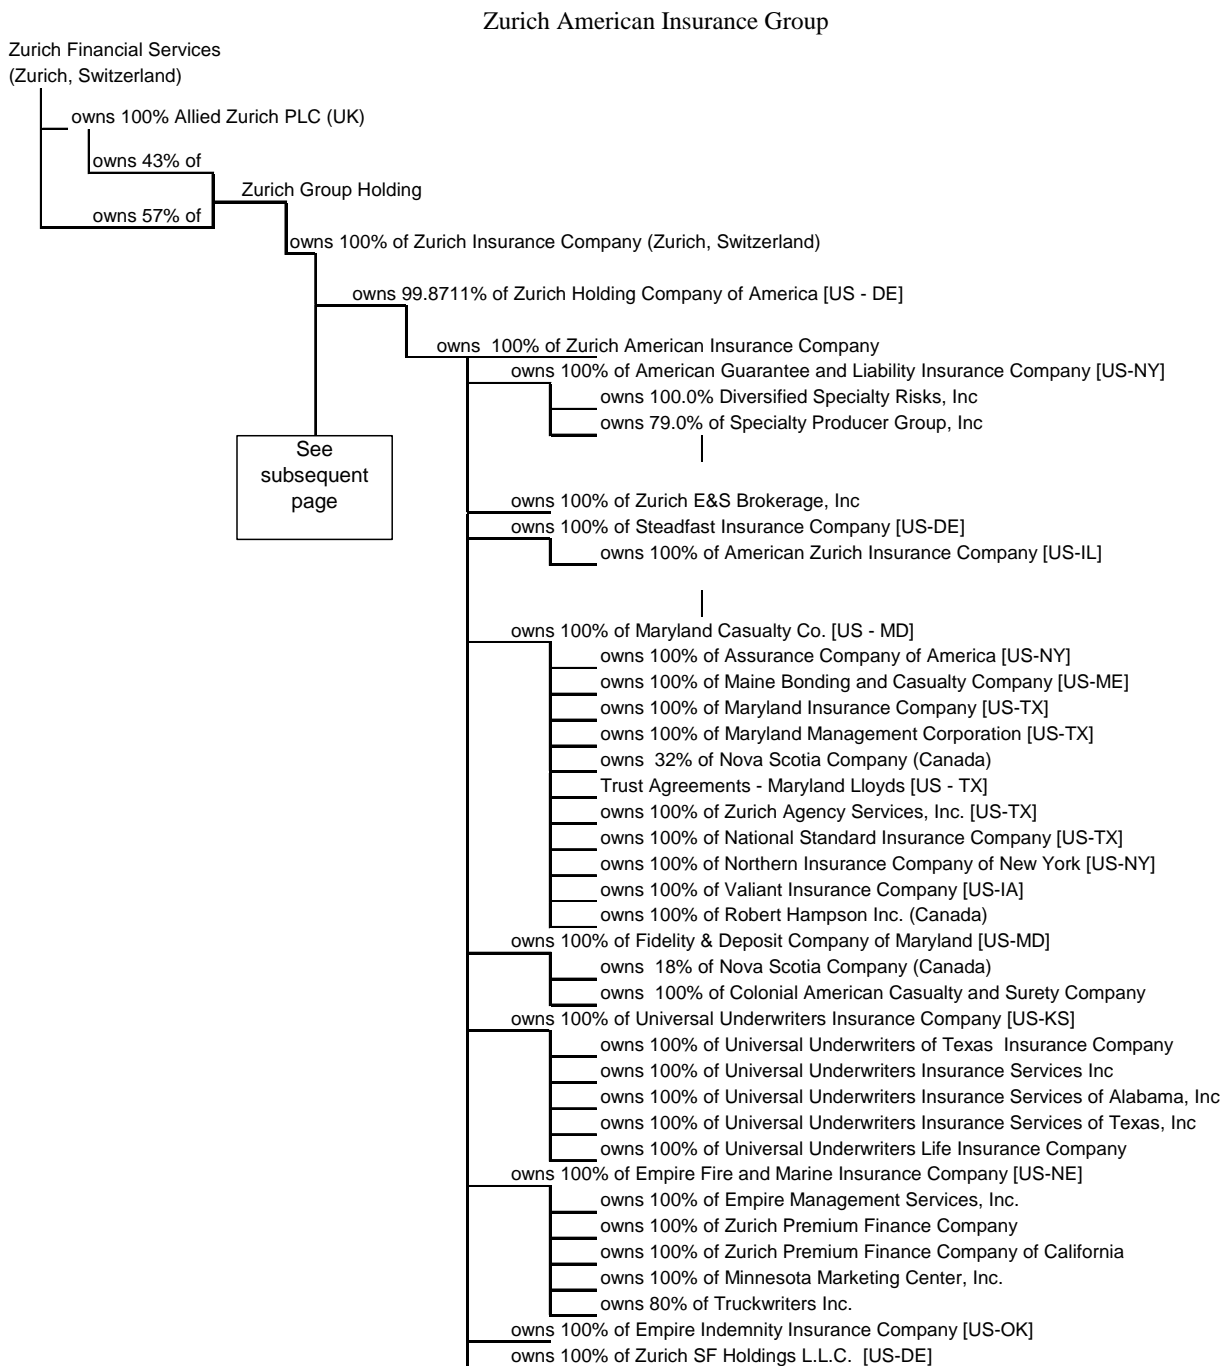 Zurich American Insurance Group
Zurich Financial Services
(Zurich, Switzerland)
owns 100% Allied Zurich PLC (UK)
owns 43% of
Zurich Group Holding
owns 57% of
owns 100% of Zurich Insurance Company (Zurich, Switzerland)
owns 99.8711% of Zurich Holding Company of America [US - DE]
owns 100% of Zurich American Insurance Company
owns 100% of American Guarantee and Liability Insurance Company [US-NY]
owns 100.0% Diversified Specialty Risks, Inc
owns 79.0% of Specialty Producer Group, Inc
See
subsequent
page
owns 100% of Zurich E&S Brokerage, Inc
owns 100% of Steadfast Insurance Company [US-DE]
owns 100% of American Zurich Insurance Company [US-IL]
owns 100% of Maryland Casualty Co. [US - MD]
owns 100% of Assurance Company of America [US-NY]
owns 100% of Maine Bonding and Casualty Company [US-ME]
owns 100% of Maryland Insurance Company [US-TX]
owns 100% of Maryland Management Corporation [US-TX]
owns 32% of Nova Scotia Company (Canada)
Trust Agreements - Maryland Lloyds [US - TX]
owns 100% of Zurich Agency Services, Inc. [US-TX]
owns 100% of National Standard Insurance Company [US-TX]
owns 100% of Northern Insurance Company of New York [US-NY]
owns 100% of Valiant Insurance Company [US-IA]
owns 100% of Robert Hampson Inc. (Canada)
owns 100% of Fidelity & Deposit Company of Maryland [US-MD]
owns 18% of Nova Scotia Company (Canada)
owns 100% of Colonial American Casualty and Surety Company
owns 100% of Universal Underwriters Insurance Company [US-KS]
owns 100% of Universal Underwriters of Texas Insurance Company
owns 100% of Universal Underwriters Insurance Services Inc
owns 100% of Universal Underwriters Insurance Services of Alabama, Inc
owns 100% of Universal Underwriters Insurance Services of Texas, Inc
owns 100% of Universal Underwriters Life Insurance Company
owns 100% of Empire Fire and Marine Insurance Company [US-NE]
owns 100% of Empire Management Services, Inc.
owns 100% of Zurich Premium Finance Company
owns 100% of Zurich Premium Finance Company of California
owns 100% of Minnesota Marketing Center, Inc.
owns 80% of Truckwriters Inc.
owns 100% of Empire Indemnity Insurance Company [US-OK]
owns 100% of Zurich SF Holdings L.L.C. [US-DE]